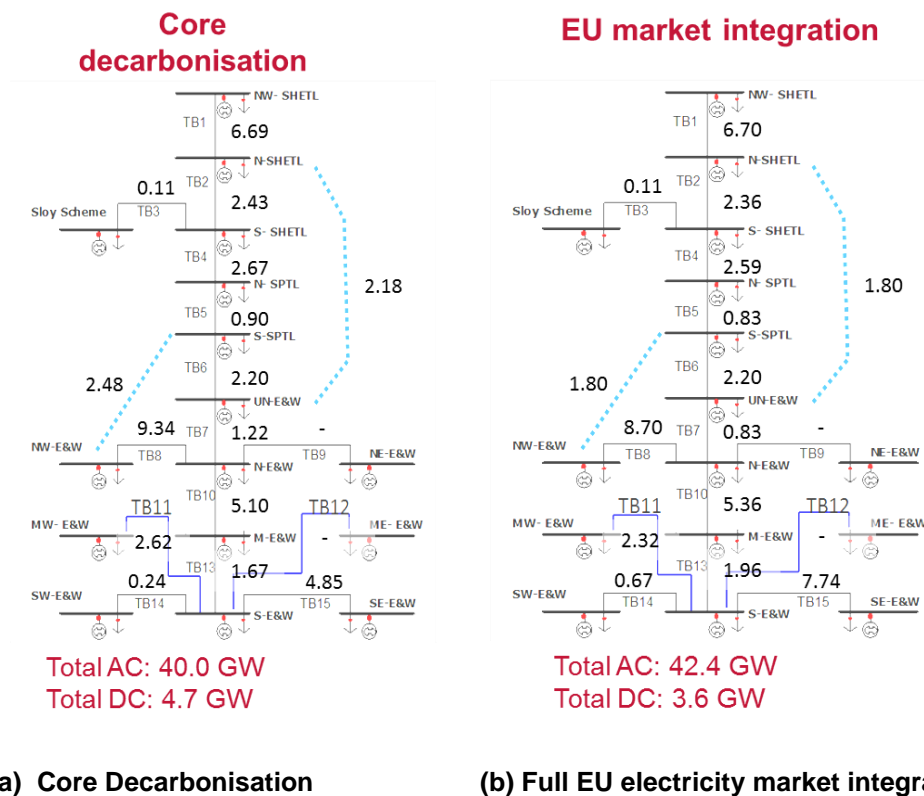 Core
decarbonisation
NW- SHETL
TB1
6.69
N-SHETL
TB2
0.11
2.43
Sloy Scheme
TB3
S- SHETL
TB4
2.67
2.18
N- SPTL
TB5
0.90
S-SPTL
TB6
2.48
2.20
UN-E&W
9.34
TB7
1.22
-
NW-E&W
TB8
N-E&W
TB9
NE-E&W
TB10
5.10
TB11
TB12
MW- E&W
M-E&W
ME- E&W
2.62
-
TB13
1.67
0.24
4.85
SW-E&W
TB14
S-E&W
TB15
SE-E&W
Total AC: 40.0 GW
Total DC: 4.7 GW
a) Core Decarbonisation
EU market integration
NW- SHETL
TB1
6.70
N-SHETL
TB2
0.11
2.36
Sloy Scheme
TB3
S- SHETL
TB4
2.59
1.80
N- SPTL
TB5
0.83
S-SPTL
TB6
1.80
2.20
UN-E&W
8.70
TB7
0.83
-
NW-E&W
TB8
N-E&W
TB9
NE-E&W
TB10
5.36
TB11
TB12
MW- E&W
M-E&W
ME- E&W
2.32
-
TB13
1.96
0.67
7.74
SW-E&W
TB14
S-E&W
TB15
SE-E&W
Total AC: 42.4 GW
Total DC: 3.6 GW
(b) Full EU electricity market integra